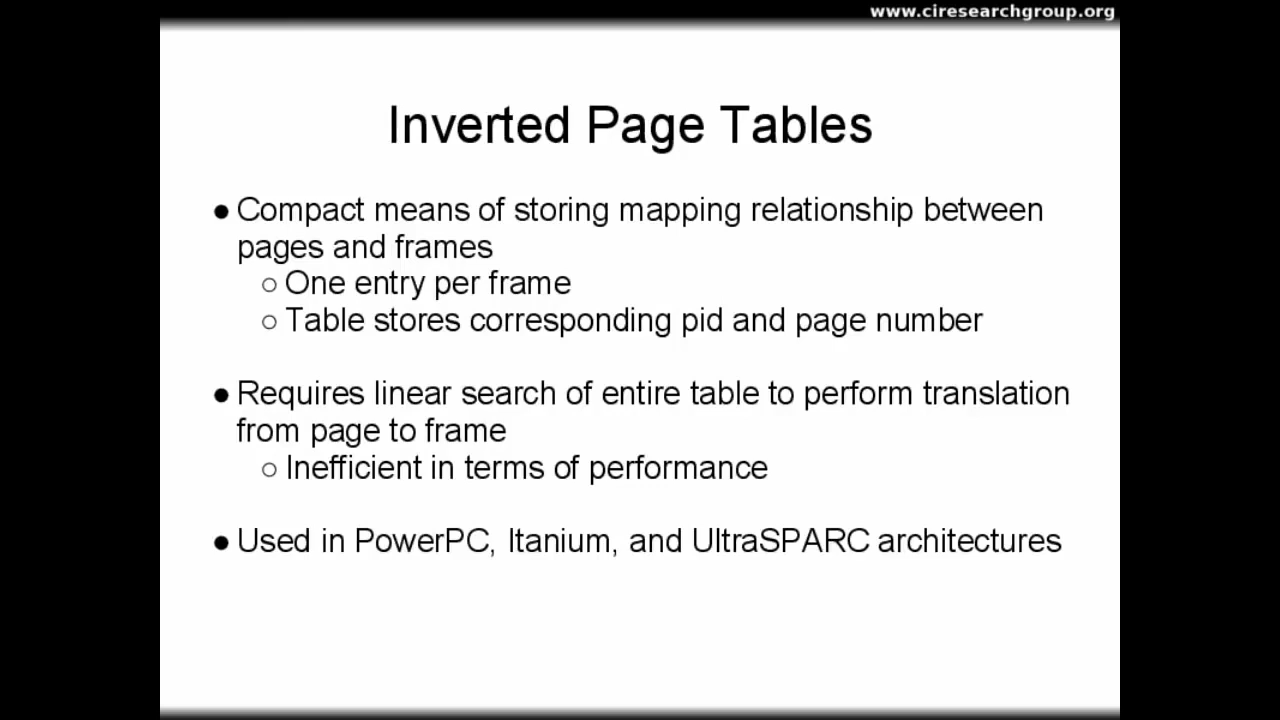 www.ciresearchgroup.org
Inverted Page Tables
● Compact means of storing mapping relationship between
pages and frames
○ One entry per frame
○ Table stores corresponding pid and page number
● Requires linear search of entire table to perform translation
from page to frame
○ Inefficient in terms of performance
● Used in PowerPC, Itanium, and UltraSPARC architectures